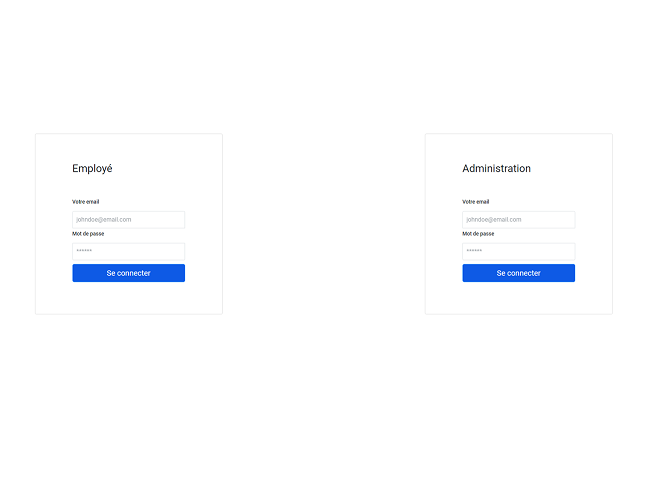 Employé
Votre email
johndoe@email.com
Mot de passe
******
Se connecter
Administration
Votre email
johndoe@email.com
Mot de passe
******
Se connecter